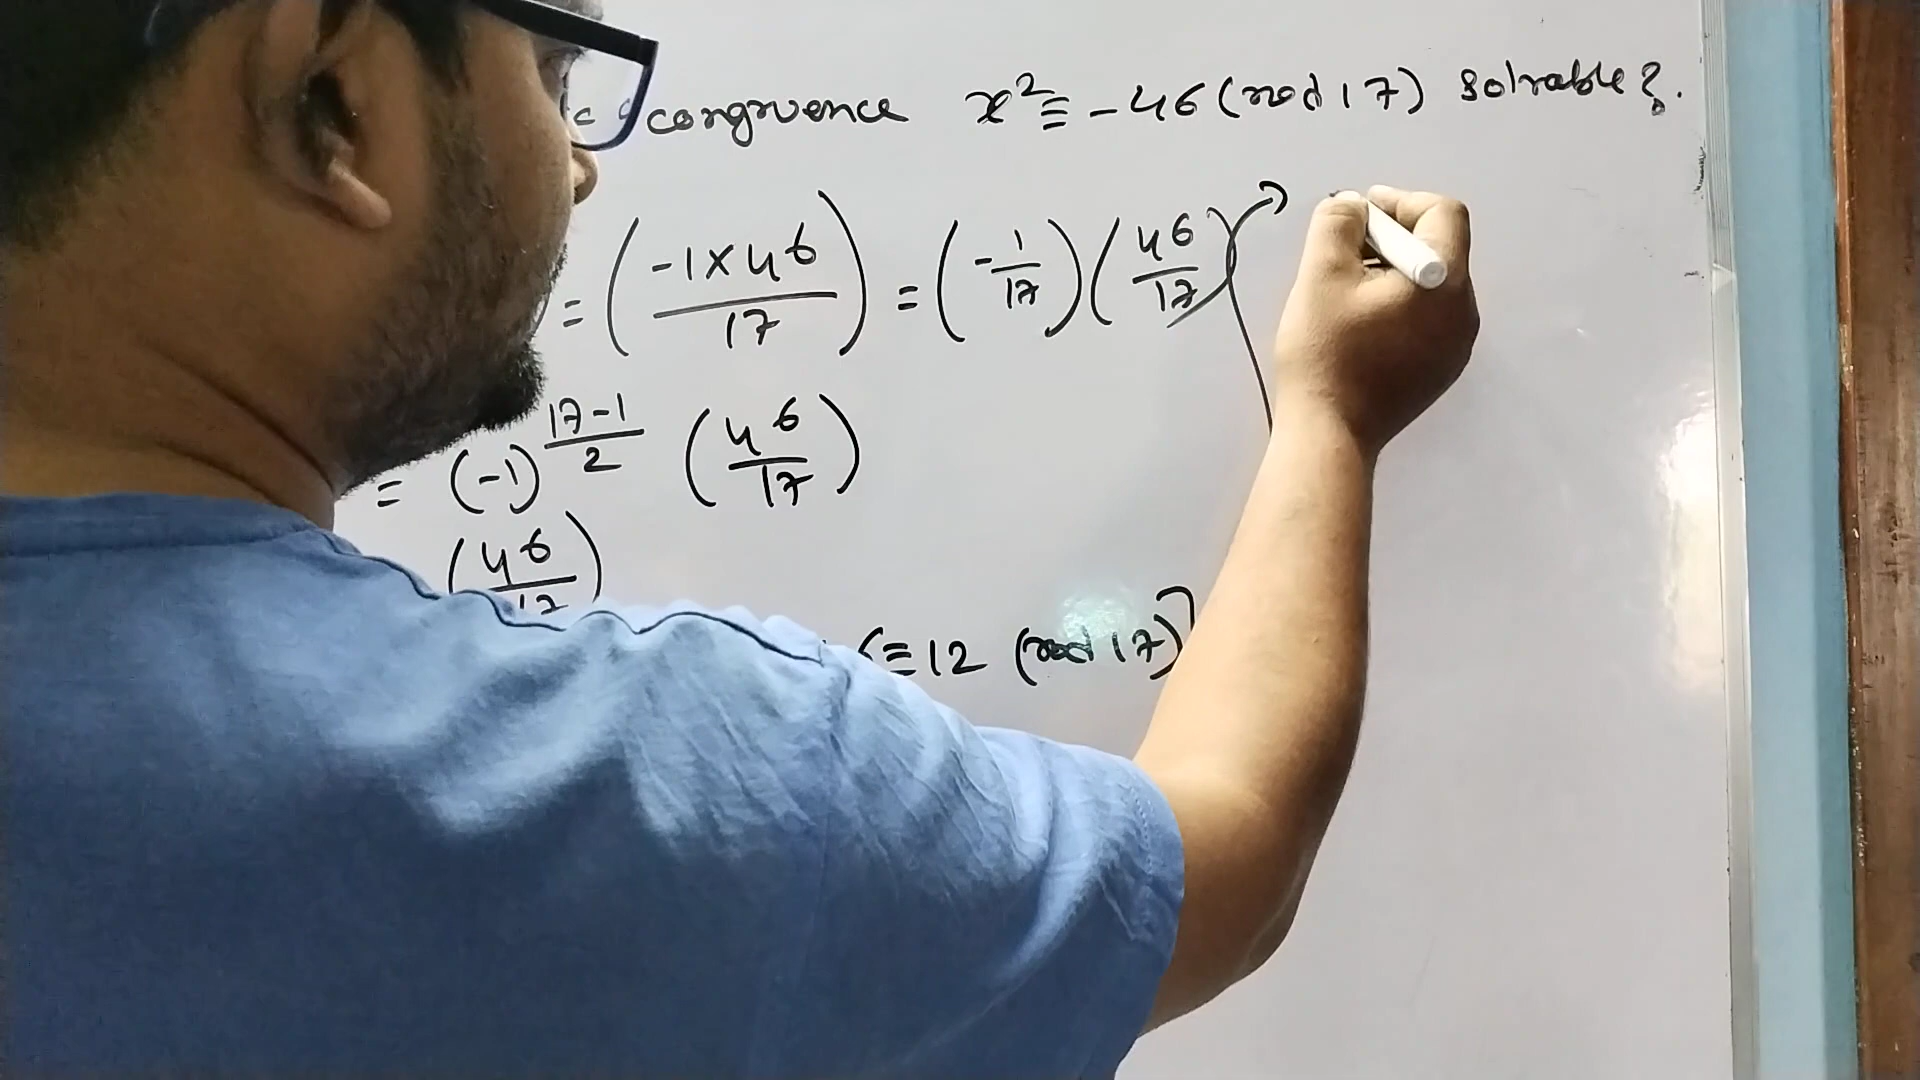 congruence x² ≡ -46 (mod 17) solvable?.
= (-1×46/17) = (-1/17)(46/17)
= (-1)^(17-1/2) (46/17)
(46/17)
≡ 12 (mod 17)]